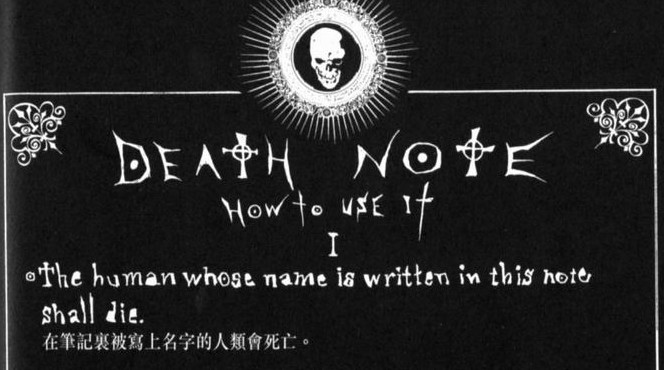 DEATH NOTE
HOW to USE It
I
The human whose name is written in this note
shall die.
在筆記裏被寫上名字的人類會死亡。